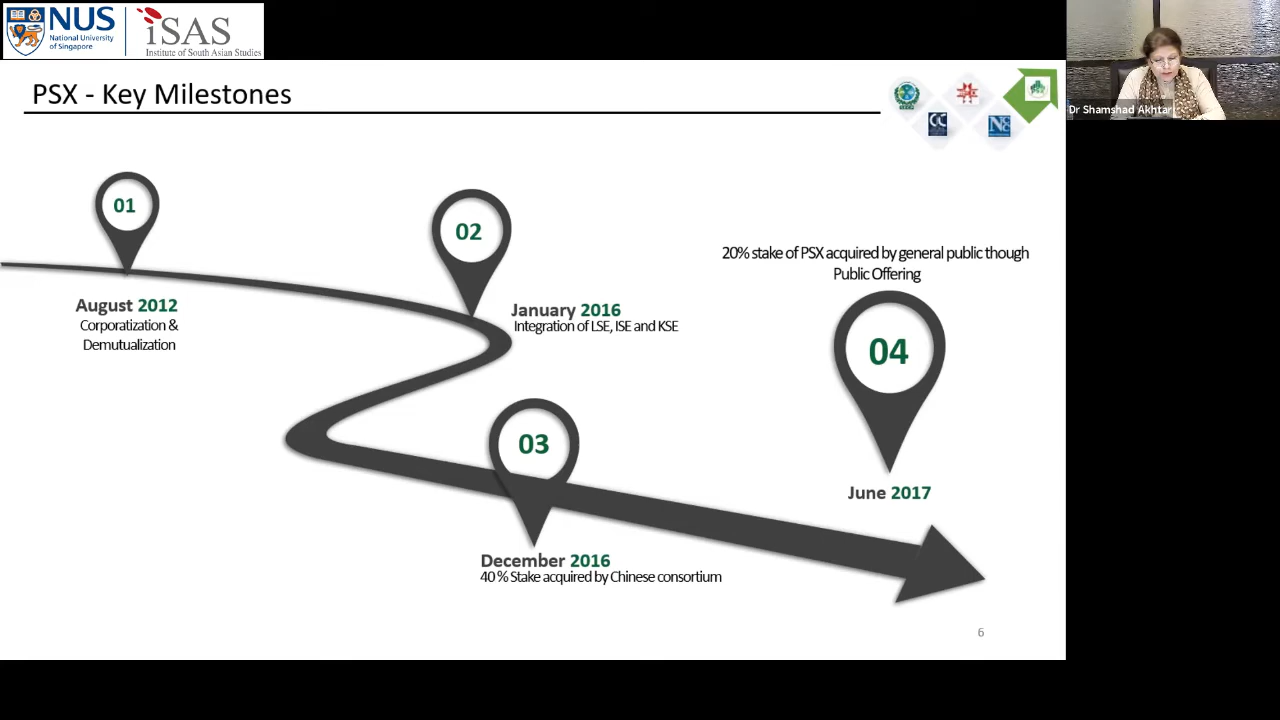 NUS
National University
of Singapore
iSAS
Institute of South Asian Studies
PSX - Key Milestones
Dr Shamshad Akhtar
01
August 2012
Corporatization &
Demutualization
02
January 2016
Integration of LSE, ISE and KSE
20% stake of PSX acquired by general public though
Public Offering
04
June 2017
03
December 2016
40 % Stake acquired by Chinese consortium
6